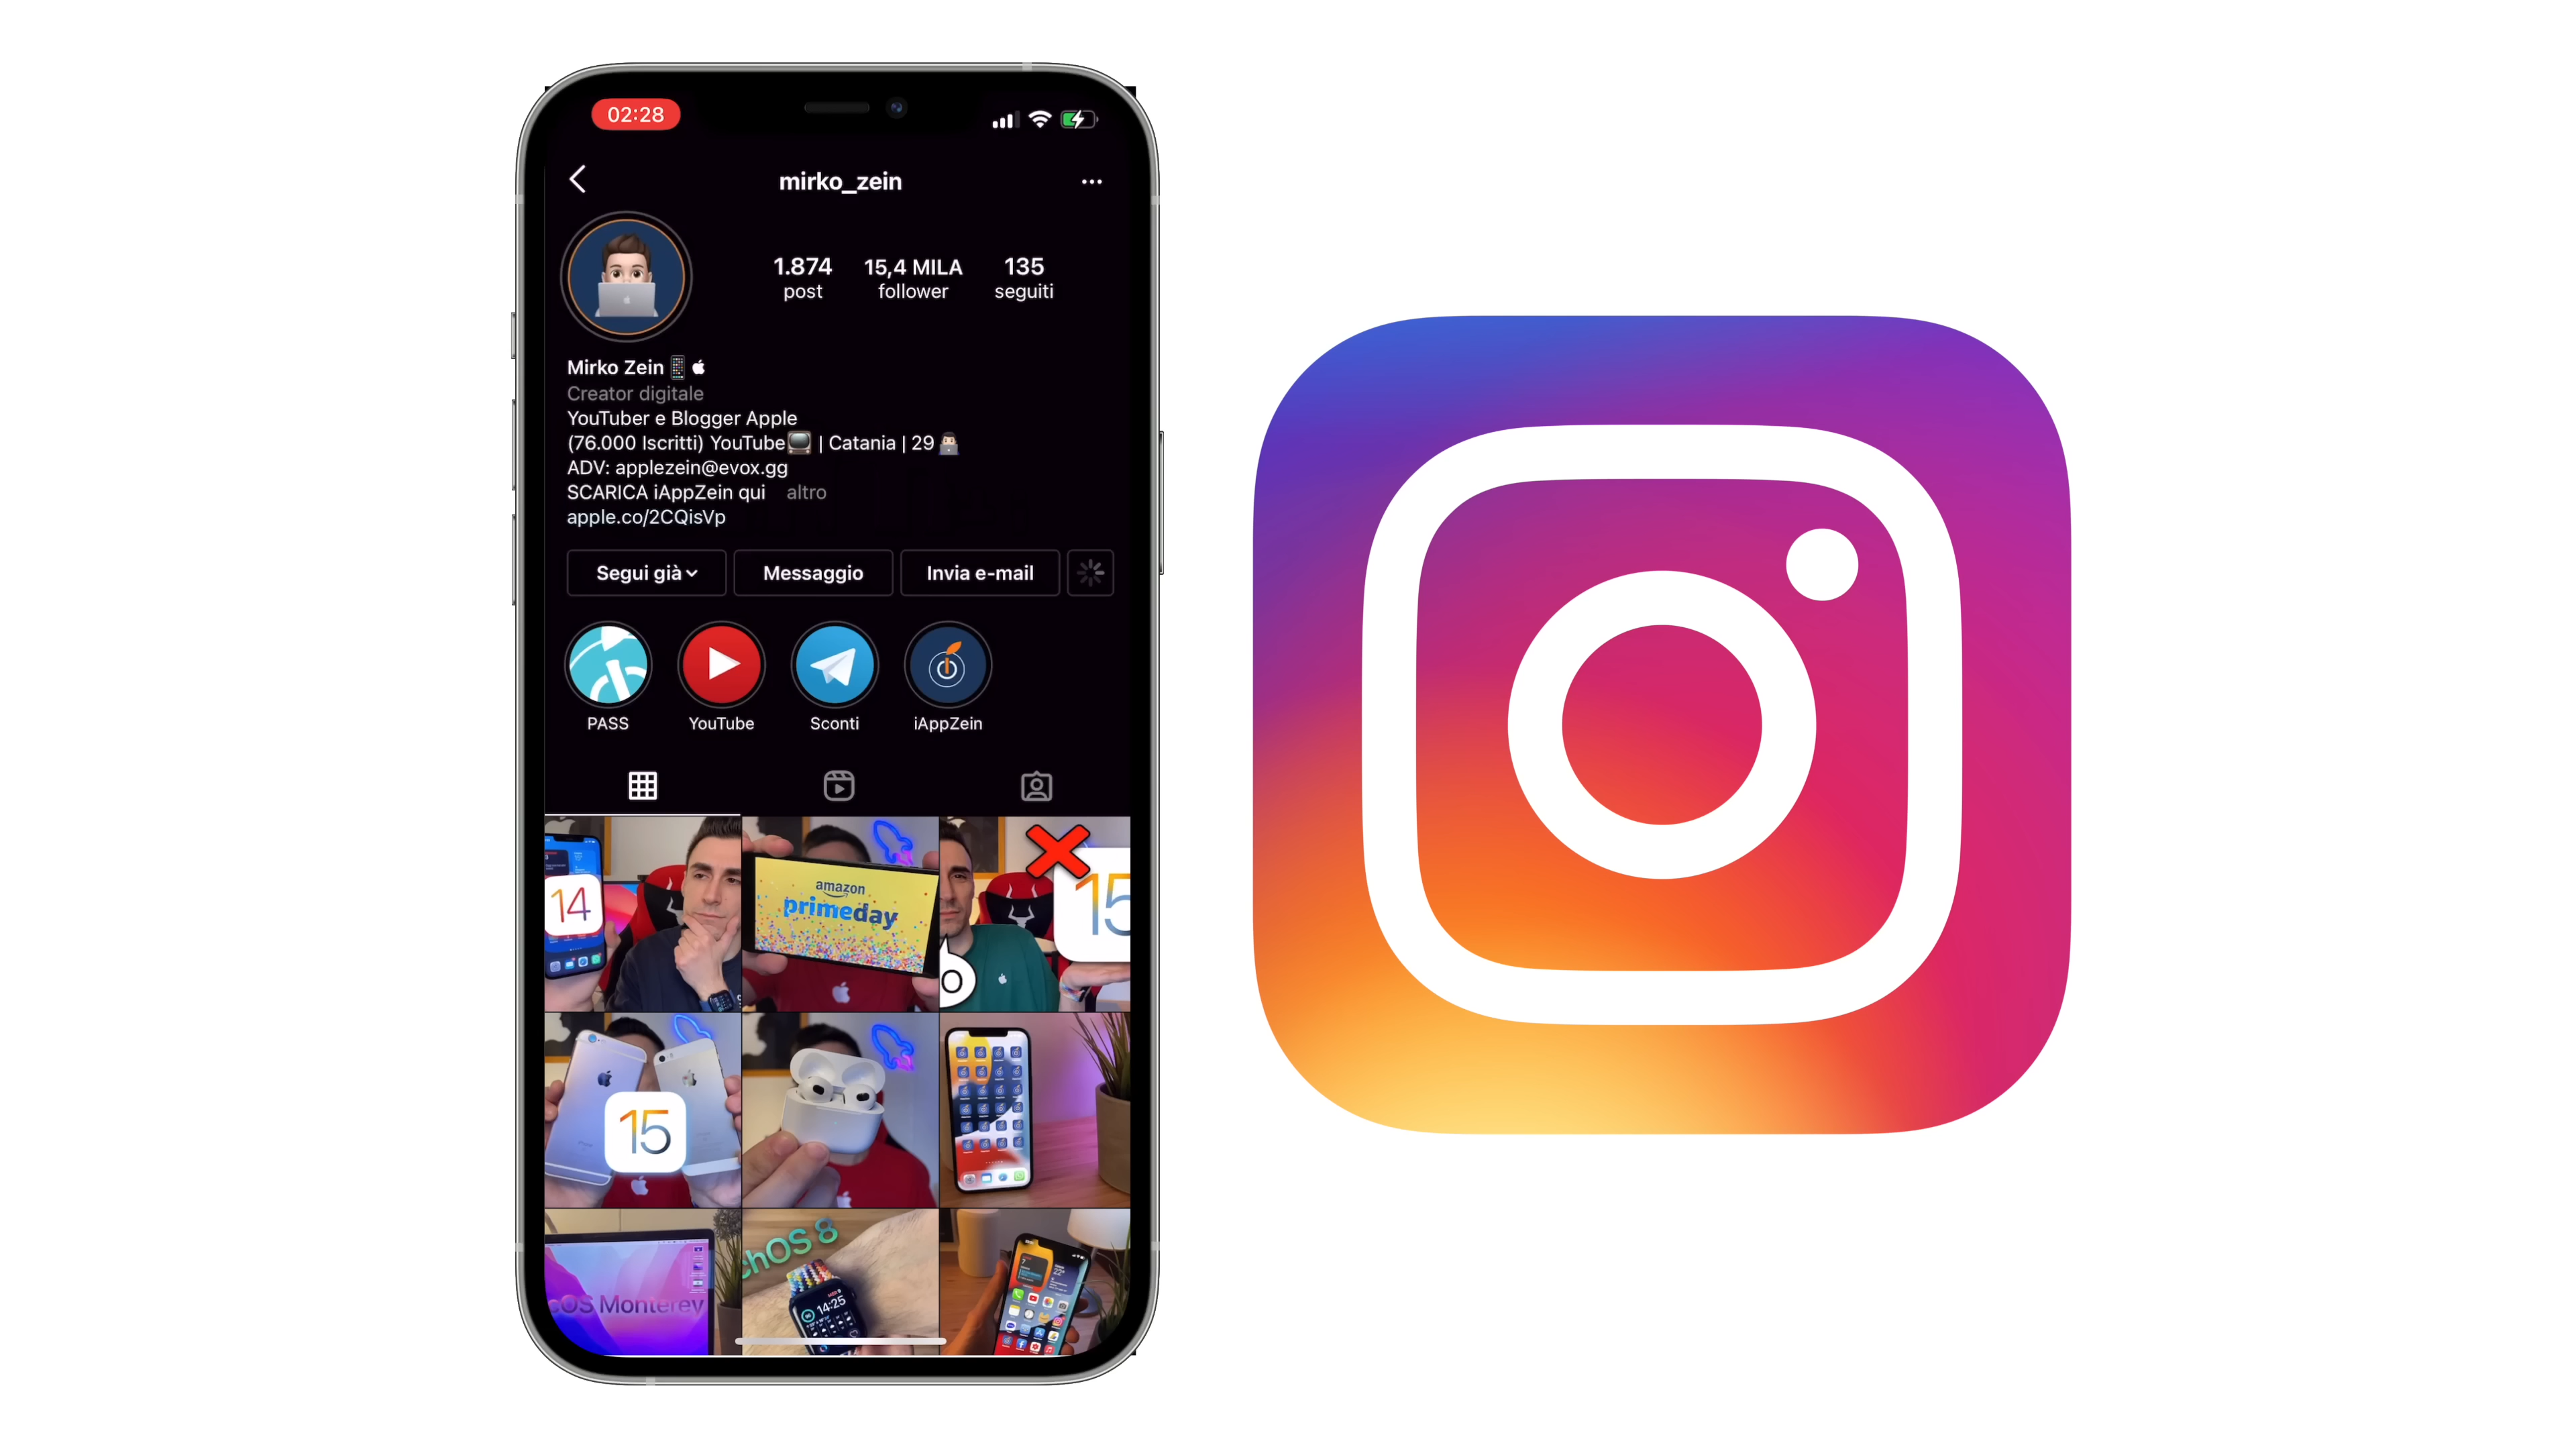 02:28
mirko_zein
1.874
post
15,4 MILA
follower
135
seguiti
Mirko Zein
Creator digitale
YouTuber e Blogger Apple
(76.000 Iscritti) YouTube | Catania | 29
ADV: applezein@evox.gg
SCARICA iAppZein qui altro
apple.co/2CQisVp
Segui già
Messaggio
Invia e-mail
PASS
YouTube
Sconti
iAppZein
14
amazon
primeday
15
o
15
cOS Monterey
chOS 8
14:25